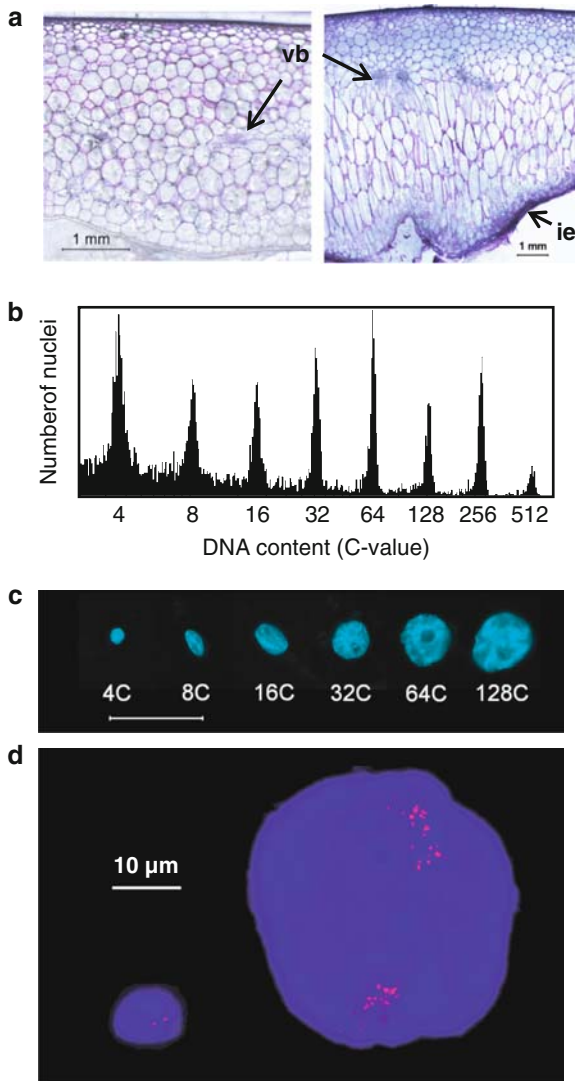 a
vb
1 mm
ie
1 mm
b
Numberof nuclei
4 8 16 32 64 128 256 512
DNA content (C-value)
c
4C 8C 16C 32C 64C 128C
d
10 µm